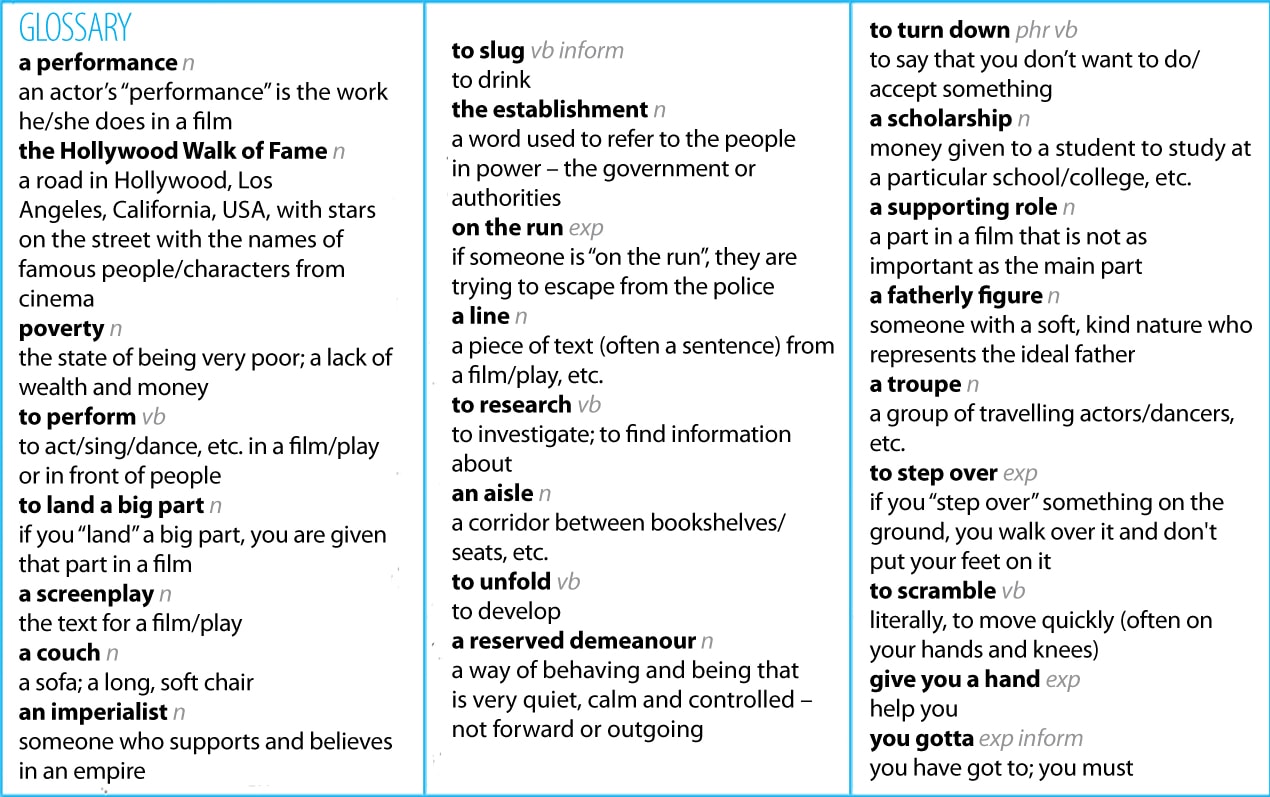 GLOSSARY
a performance n
an actor's “performance” is the work
he/she does in a film
the Hollywood Walk of Fame n
a road in Hollywood, Los
Angeles, California, USA, with stars
on the street with the names of
famous people/characters from
cinema
poverty n
the state of being very poor; a lack of
wealth and money
to perform vb
to act/sing/dance, etc. in a film/play
or in front of people
to land a big part n
if you “land” a big part, you are given
that part in a film
a screenplay n
the text for a film/play
a couch n
a sofa; a long, soft chair
an imperialist n
someone who supports and believes
in an empire
to slug vb inform
to drink
the establishment n
a word used to refer to the people
in power – the government or
authorities
on the run exp
if someone is “on the run”, they are
trying to escape from the police
a line n
a piece of text (often a sentence) from
a film/play, etc.
to research vb
to investigate; to find information
about
an aisle n
a corridor between bookshelves/
seats, etc.
to unfold vb
to develop
a reserved demeanour n
a way of behaving and being that
is very quiet, calm and controlled –
not forward or outgoing
to turn down phr vb
to say that you don’t want to do/
accept something
a scholarship n
money given to a student to study at
a particular school/college, etc.
a supporting role n
a part in a film that is not as
important as the main part
a fatherly figure n
someone with a soft, kind nature who
represents the ideal father
a troupe n
a group of travelling actors/dancers,
etc.
to step over exp
if you “step over” something on the
ground, you walk over it and don't
put your feet on it
to scramble vb
literally, to move quickly (often on
your hands and knees)
give you a hand exp
help you
you gotta exp inform
you have got to; you must